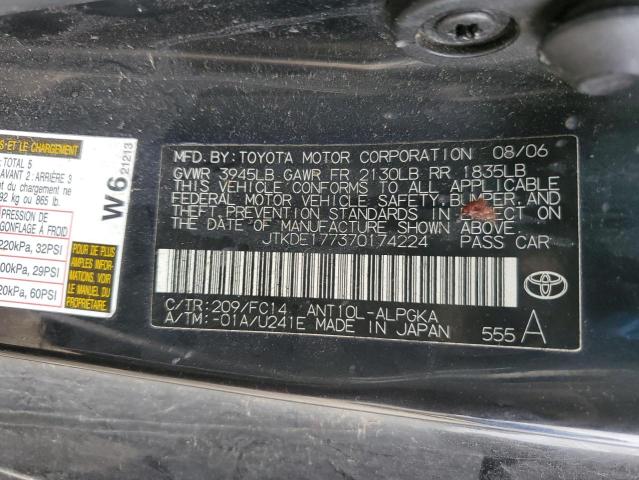 S-ET LE CHARGEMENT
TOTAL 5
AVANT : 2 ARRIÈRE 3
du chargement ne
92 kg ou 865 lb.
PRESSION DE
GONFLAGE À FROID
220kPa, 32PSI
00kPa, 29PSI
20kPa, 60PSI
POUR PLUS
AMPLES INFOR-
MATIONS, VOIR
LE MANUEL DU
W6 21213
MFD. BY: TOYOTA MOTOR CORPORATION 08/06
GVWR 3945LB GAWR FR 2130LB RR 1835LB
THIS VEHICLE CONFORMS TO ALL APPLICABLE
FEDERAL MOTOR VEHICLE SAFETY, BUMPER, AND
THEFT PREVENTION STANDARDS IN EFFECT ON
THE DATE OF MANUFACTURE SHOWN ABOVE.
JTKDE177370174224 PASS CAR
C/TR: 209/FC14 ANT10L-ALPGKA
A/TM: -01A/U241E MADE IN JAPAN 555 A